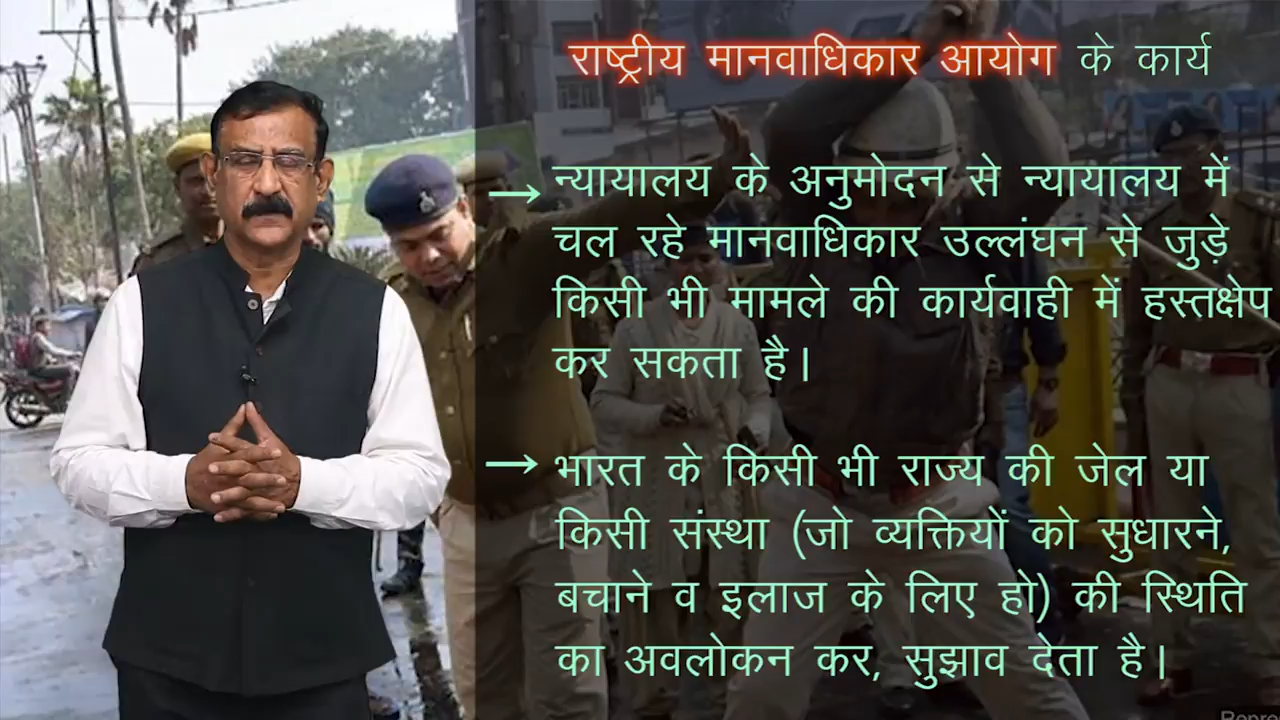 राष्ट्रीय मानवाधिकार आयोग के कार्य
→ न्यायालय के अनुमोदन से न्यायालय में
चल रहे मानवाधिकार उल्लंघन से जुड़े
किसी भी मामले की कार्यवाही में हस्तक्षेप
कर सकता है।
→ भारत के किसी भी राज्य की जेल या
किसी संस्था (जो व्यक्तियों को सुधारने,
बचाने व इलाज के लिए हो) की स्थिति
का अवलोकन कर, सुझाव देता है।